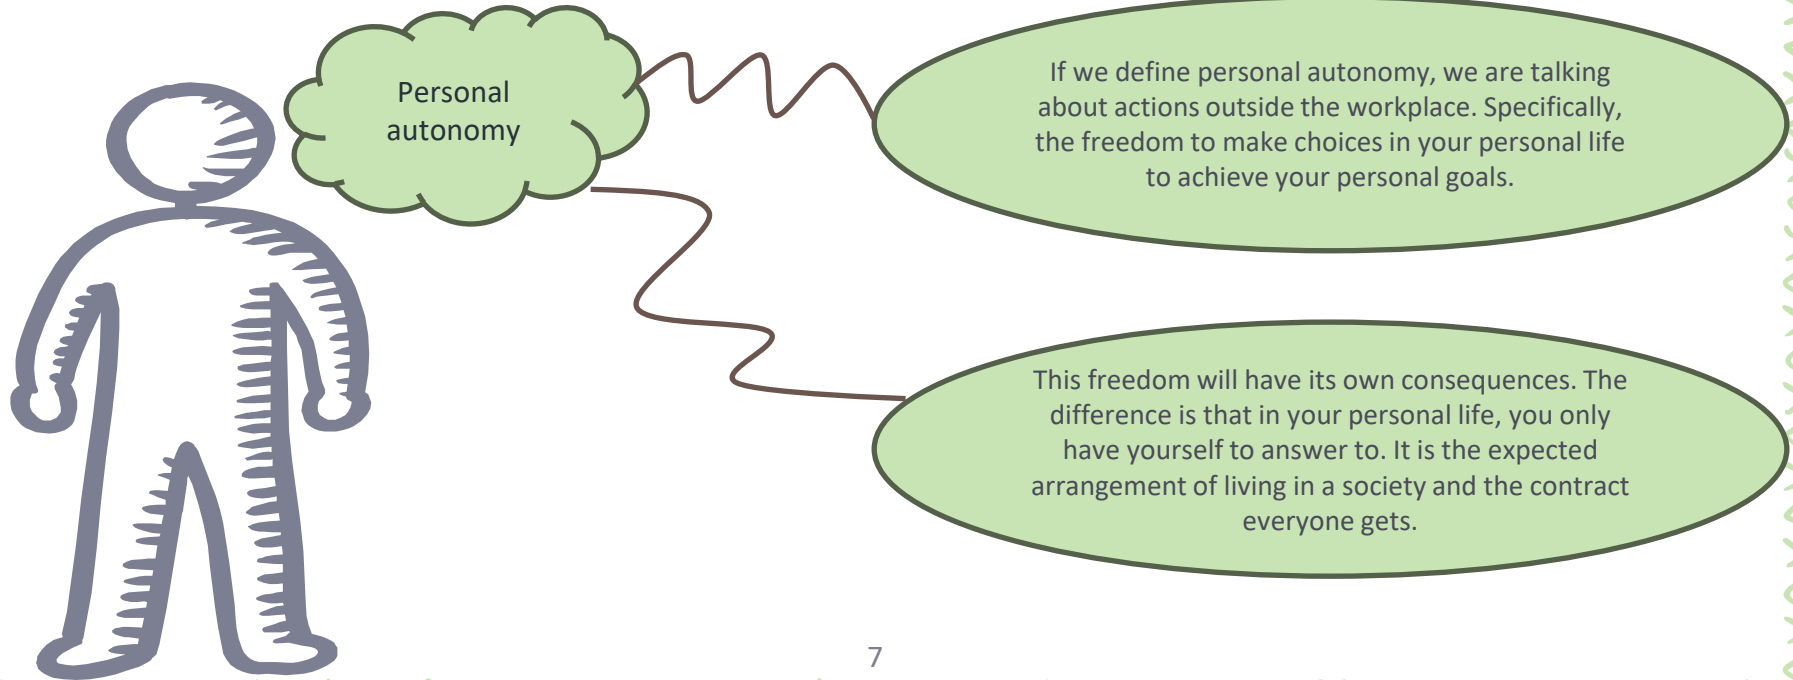 Personal
autonomy
If we define personal autonomy, we are talking
about actions outside the workplace. Specifically,
the freedom to make choices in your personal life
to achieve your personal goals.
This freedom will have its own consequences. The
difference is that in your personal life, you only
have yourself to answer to. It is the expected
arrangement of living in a society and the contract
everyone gets.
7